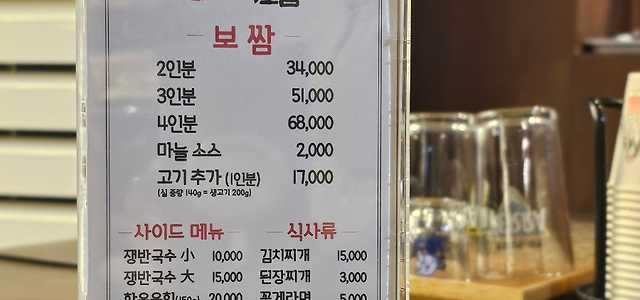 보쌈
2인분 34,000
3인분 51,000
4인분 68,000
마늘 소스 2,000
고기 추가 (1인분) 17,000
(실 중량 140g = 생고기 200g)
사이드 메뉴
쟁반국수 小 10,000
쟁반국수 大 15,000
20,000
식사류
김치찌개 15,000
된장찌개 3,000
꽃게라면 5,000